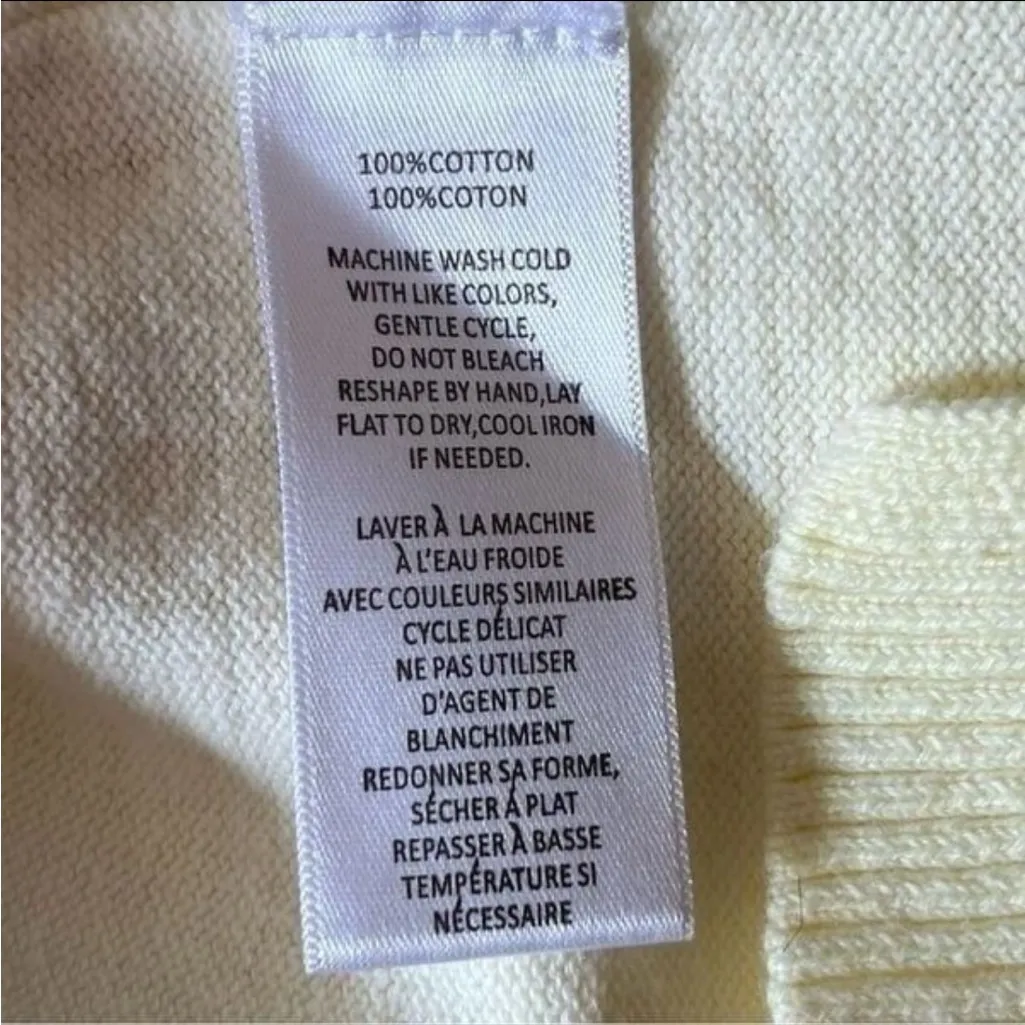 100%COTTON
100%COTON
MACHINE WASH COLD
WITH LIKE COLORS,
GENTLE CYCLE,
DO NOT BLEACH
RESHAPE BY HAND,LAY
FLAT TO DRY,COOL IRON
IF NEEDED.
LAVER À LA MACHINE
À L'EAU FROIDE
AVEC COULEURS SIMILAIRES
CYCLE DÉLICAT
NE PAS UTILISER
D'AGENT DE
BLANCHIMENT
REDONNER SA FORME,
SÉCHER À PLAT
REPASSER À BASSE
TEMPÉRATURE SI
NÉCESSAIRE